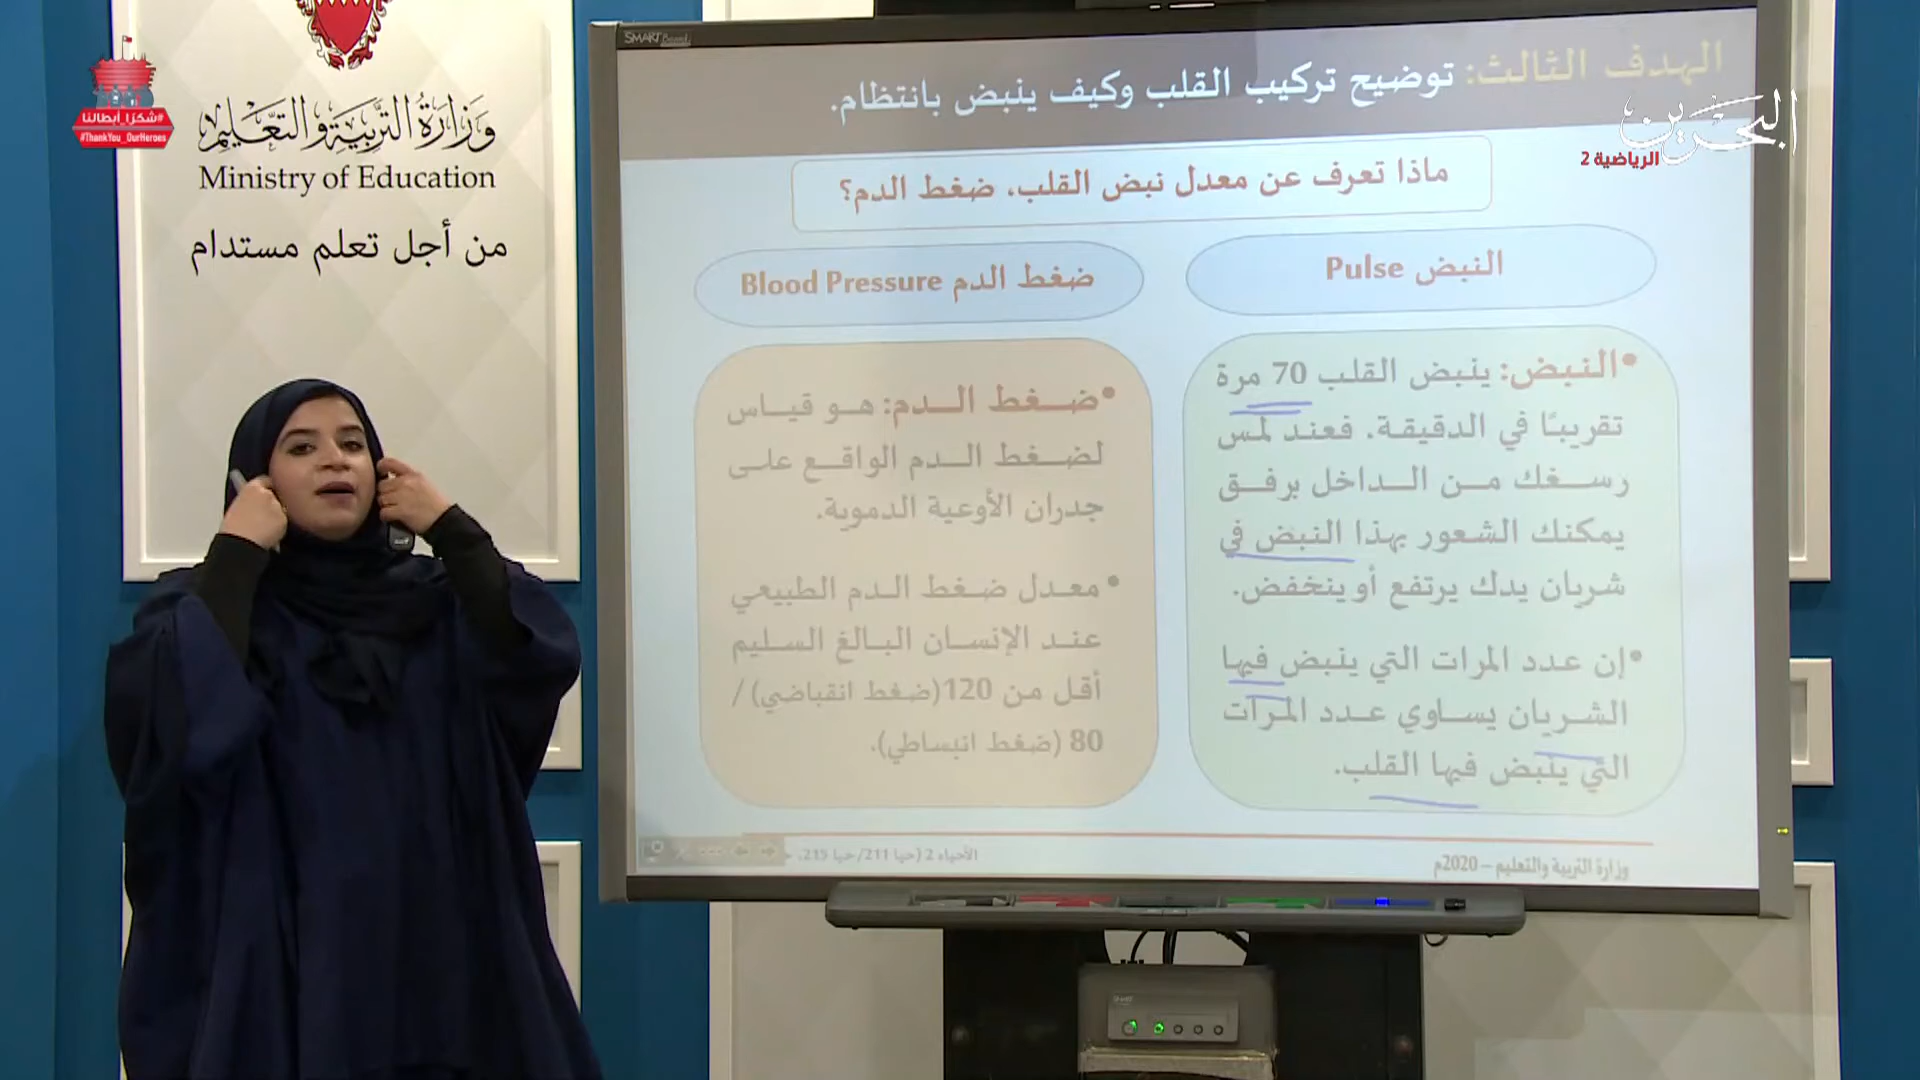 #شكرا_أبطالنا
#ThankYou_OurHeroes
وزارة التربية والتعليم
Ministry of Education
من أجل تعلم مستدام
SMART Board
الهدف الثالث: توضيح تركيب القلب وكيف ينبض بانتظام.
البحرين
الرياضية 2
ماذا تعرف عن معدل نبض القلب، ضغط الدم؟
النبض Pulse
•النبض: ينبض القلب 70 مرة
تقريبًا في الدقيقة. فعند لمس
رسغك من الداخل برفق
يمكنك الشعور بهذا النبض في
شريان يدك يرتفع أو ينخفض.
•إن عدد المرات التي ينبض فيها
الشريان يساوي عدد المرات
التي ينبض فيها القلب.
ضغط الدم Blood Pressure
•ضغط الدم: هو قياس
لضغط الدم الواقع على
جدران الأوعية الدموية.
•معدل ضغط الدم الطبيعي
عند الإنسان البالغ السليم
أقل من 120(ضغط انقباضي) /
80 (ضغط انبساطي).
وزارة التربية والتعليم – 2020م
الأحياء 2 (حيا 211/ حيا 215،